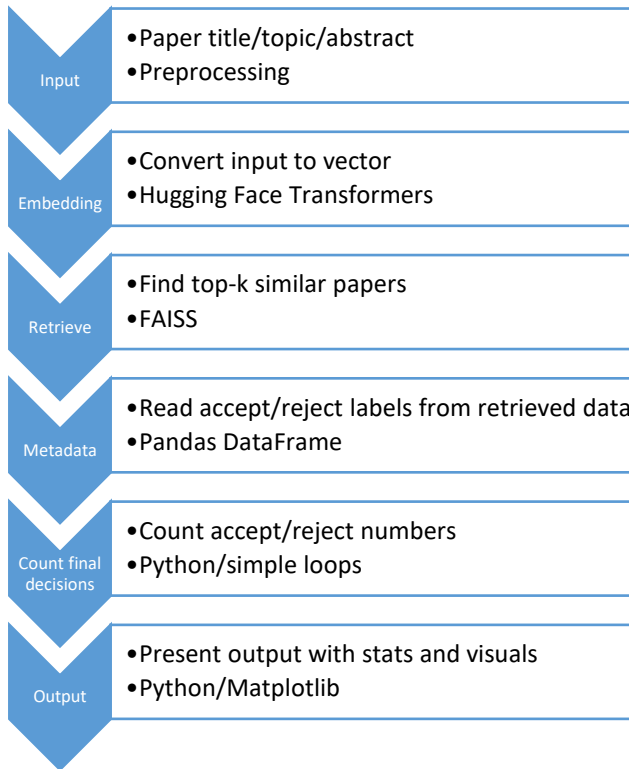 Input
•Paper title/topic/abstract
•Preprocessing
Embedding
•Convert input to vector
•Hugging Face Transformers
Retrieve
•Find top-k similar papers
•FAISS
Metadata
•Read accept/reject labels from retrieved data
•Pandas DataFrame
Count final
decisions
•Count accept/reject numbers
•Python/simple loops
Output
•Present output with stats and visuals
•Python/Matplotlib